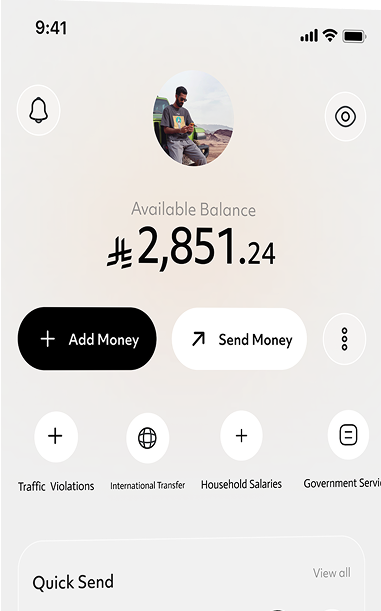 9:41
Available Balance
⃁ 2,851.24
Add Money
Send Money
Traffic Violations
International Transfer
Household Salaries
Government Servi
Quick Send
View all